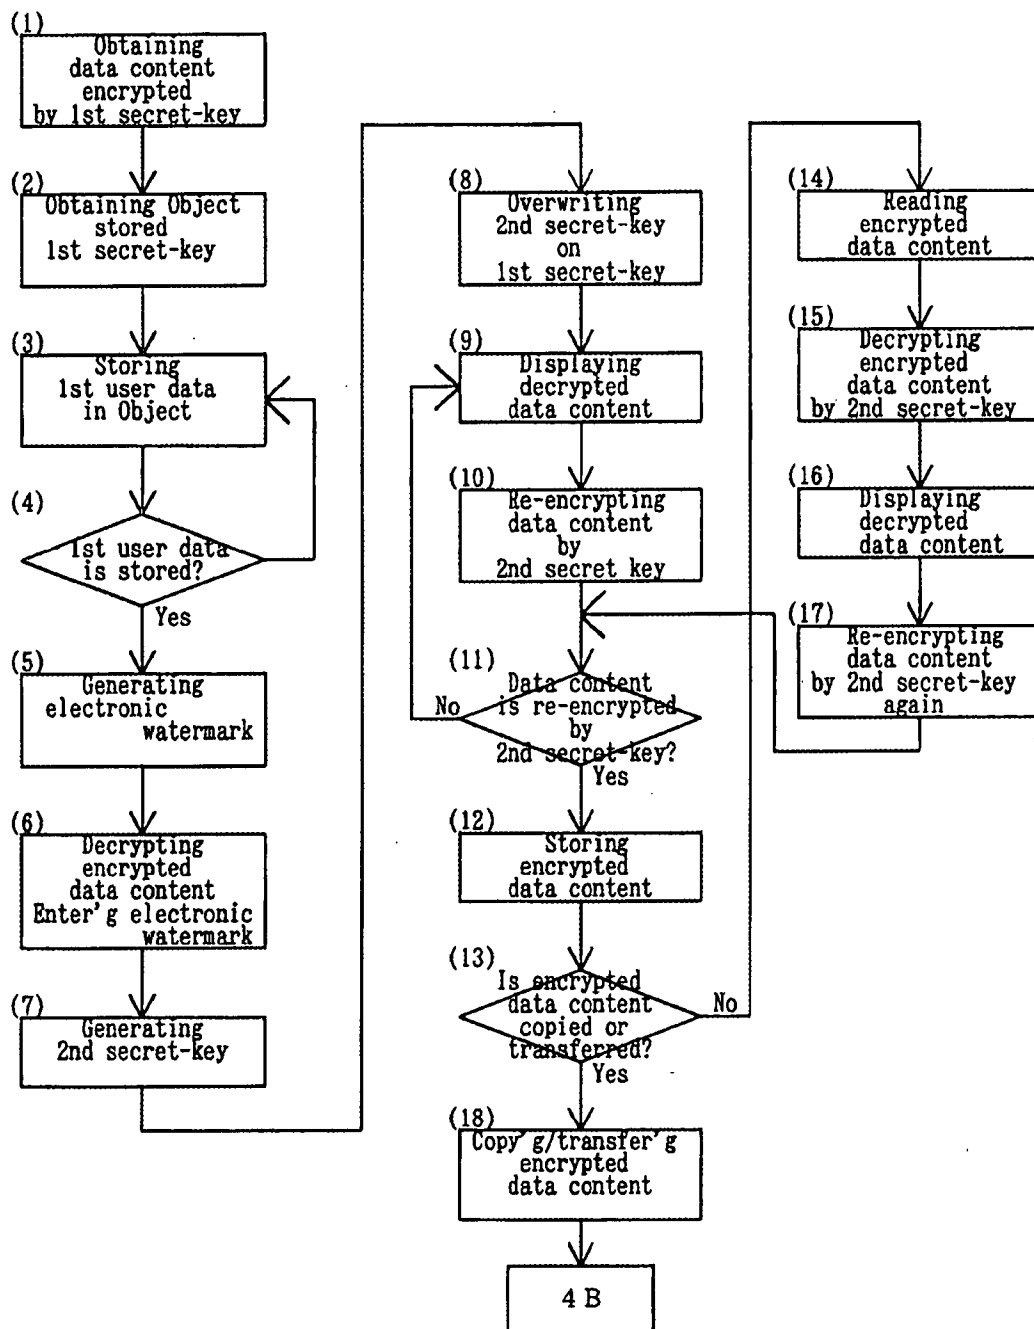 (1)
Obtaining
data content
encrypted
by 1st secret-key
(2)
Obtaining Object
stored
1st secret-key
(3)
Storing
1st user data
in Object
(4)
1st user data
is stored?
Yes
(5)
Generating
electronic
watermark
(6)
Decrypting
encrypted
data content
Enter'g electronic
watermark
(7)
Generating
2nd secret-key
(8)
Overwriting
2nd secret-key
on
1st secret-key
(9)
Displaying
decrypted
data content
(10)
Re-encrypting
data content
by
2nd secret key
(11)
Data content
is re-encrypted
by
2nd secret-key?
No
Yes
(12)
Storing
encrypted
data content
(13)
Is encrypted
data content
copied or
transferred?
No
Yes
(14)
Reading
encrypted
data content
(15)
Decrypting
encrypted
data content
by 2nd secret-key
(16)
Displaying
decrypted
data content
(17)
Re-encrypting
data content
by 2nd secret-key
again
(18)
Copy'g/transfer'g
encrypted
data content
4 B